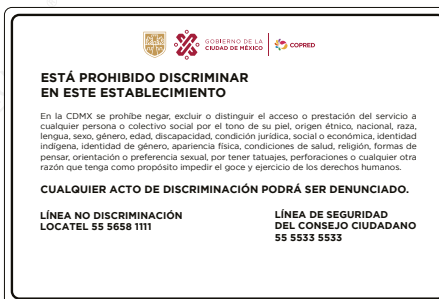 GOBIERNO DE LA
CIUDAD DE MÉXICO
COPRED
ESTÁ PROHIBIDO DISCRIMINAR
EN ESTE ESTABLECIMIENTO
En la CDMX se prohíbe negar, excluir o distinguir el acceso o prestación del servicio a
cualquier persona o colectivo social por el tono de su piel, origen étnico, nacional, raza,
lengua, sexo, género, edad, discapacidad, condición jurídica, social o económica, identidad
indígena, identidad de género, apariencia física, condiciones de salud, religión, formas de
pensar, orientación o preferencia sexual, por tener tatuajes, perforaciones o cualquier otra
razón que tenga como propósito impedir el goce y ejercicio de los derechos humanos.
CUALQUIER ACTO DE DISCRIMINACIÓN PODRÁ SER DENUNCIADO.
LÍNEA NO DISCRIMINACIÓN
LOCATEL 55 5658 1111
LÍNEA DE SEGURIDAD
DEL CONSEJO CIUDADANO
55 5533 5533